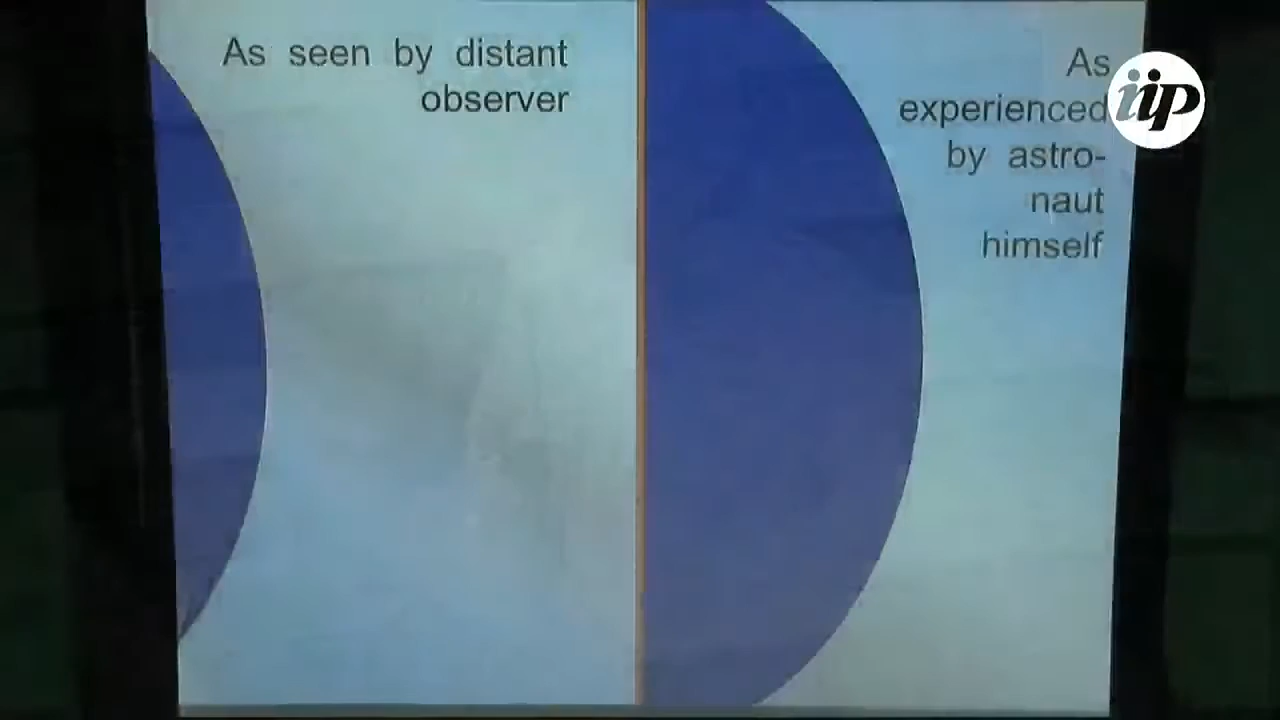 As seen by distant
observer
As
experienced
by astro-
naut
himself
iip